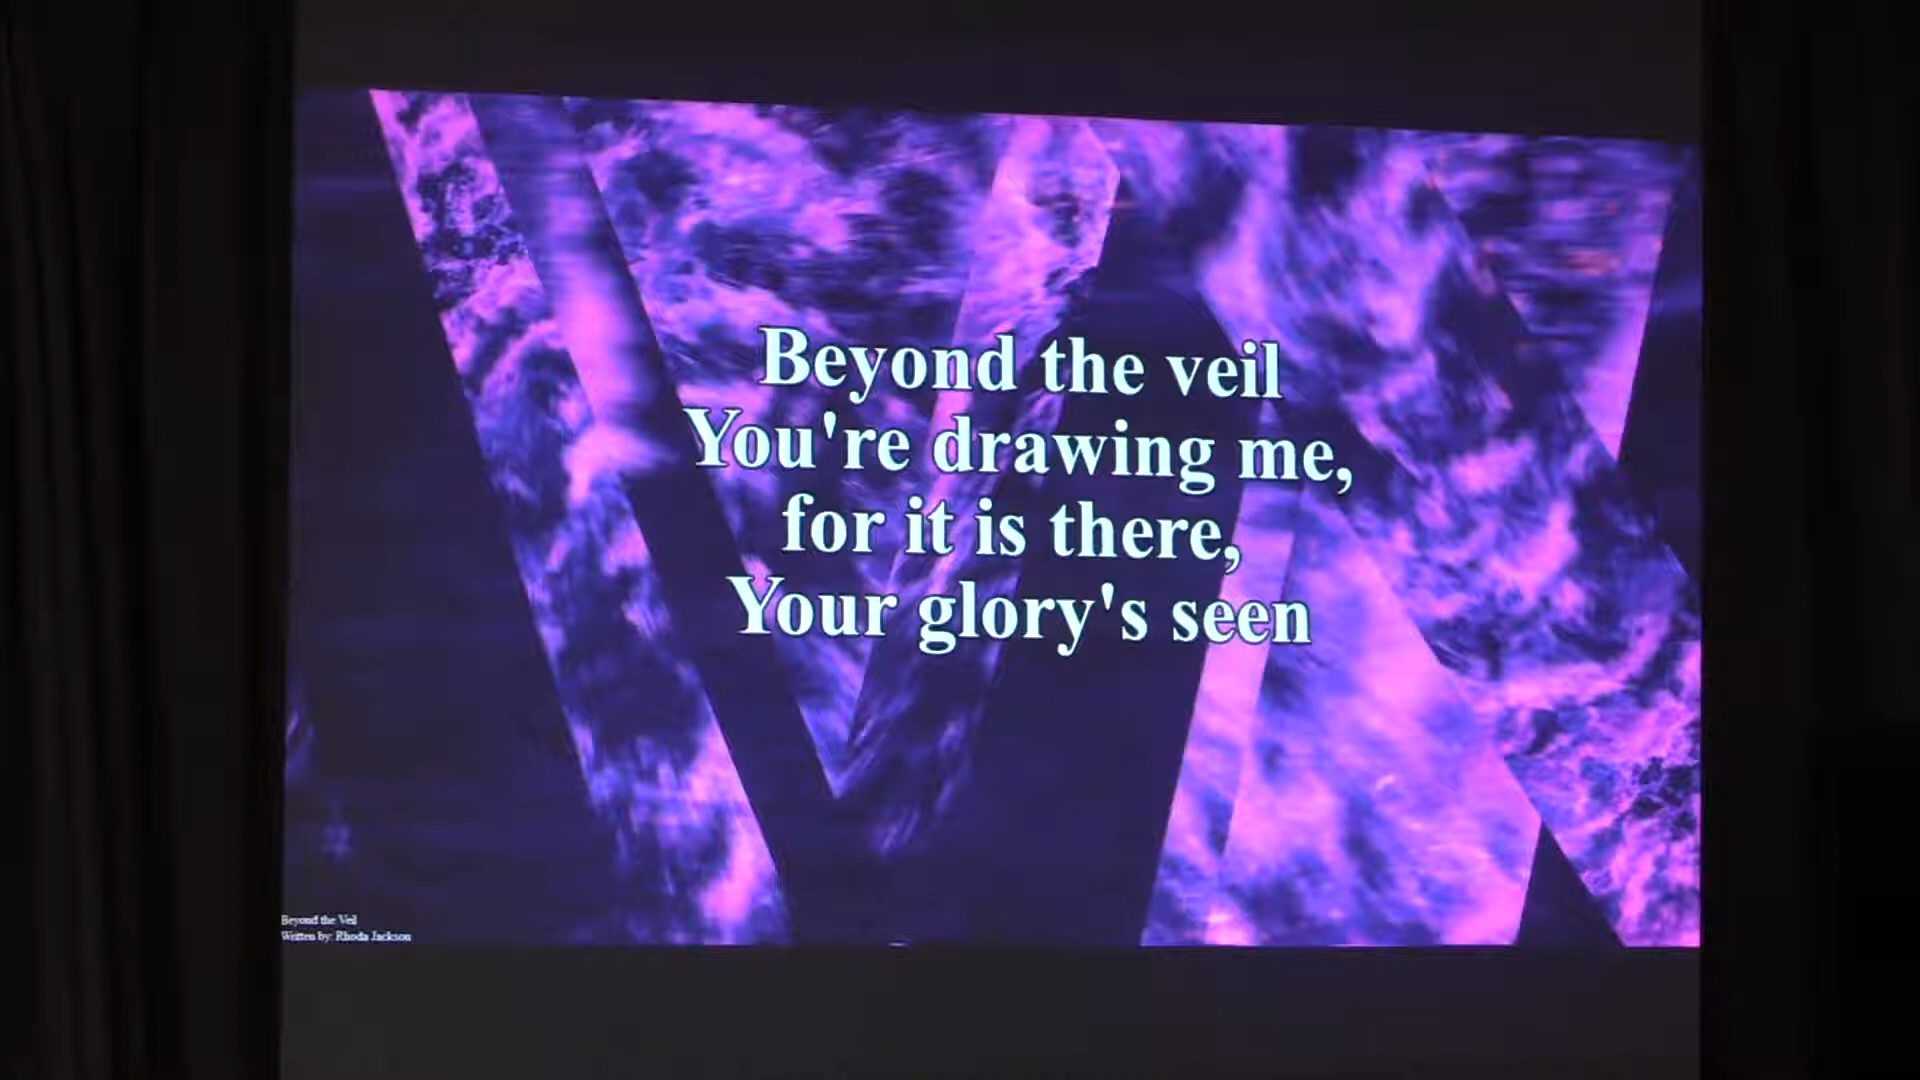 Beyond the veil
You're drawing me,
for it is there,
Your glory's seen
Beyond the Veil
Written by: Rhoda Jackson